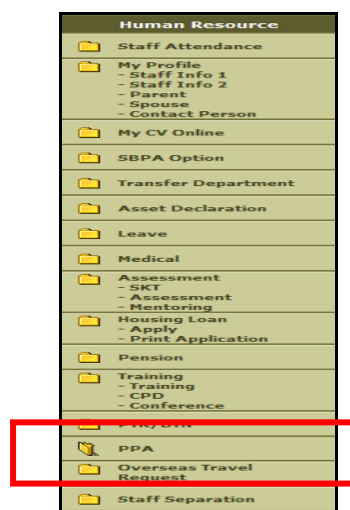 Human Resource
Staff Attendance
My Profile
- Staff Info 1
- Staff Info 2
- Parent
- Spouse
- Contact Person
My CV Online
SBPA Option
Transfer Department
Asset Declaration
Leave
Medical
Assessment
- SKT
- Assessment
- Mentoring
Housing Loan
- Apply
- Print Application
Pension
Training
- Training
- CPD
- Conference
PPA
Overseas Travel
Request
Staff Separation